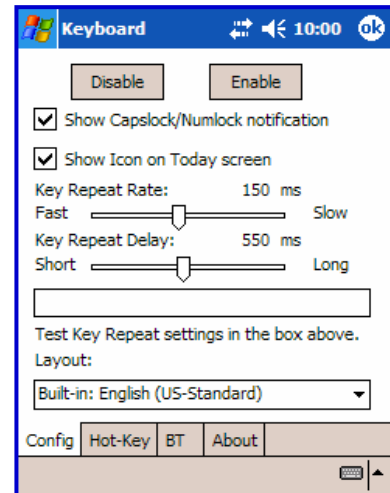 Keyboard 10:00 ok
Disable Enable
Show Capslock/Numlock notification
Show Icon on Today screen
Key Repeat Rate: 150 ms
Fast Slow
Key Repeat Delay: 550 ms
Short Long
Test Key Repeat settings in the box above.
Layout:
Built-in: English (US-Standard)
Config Hot-Key BT About